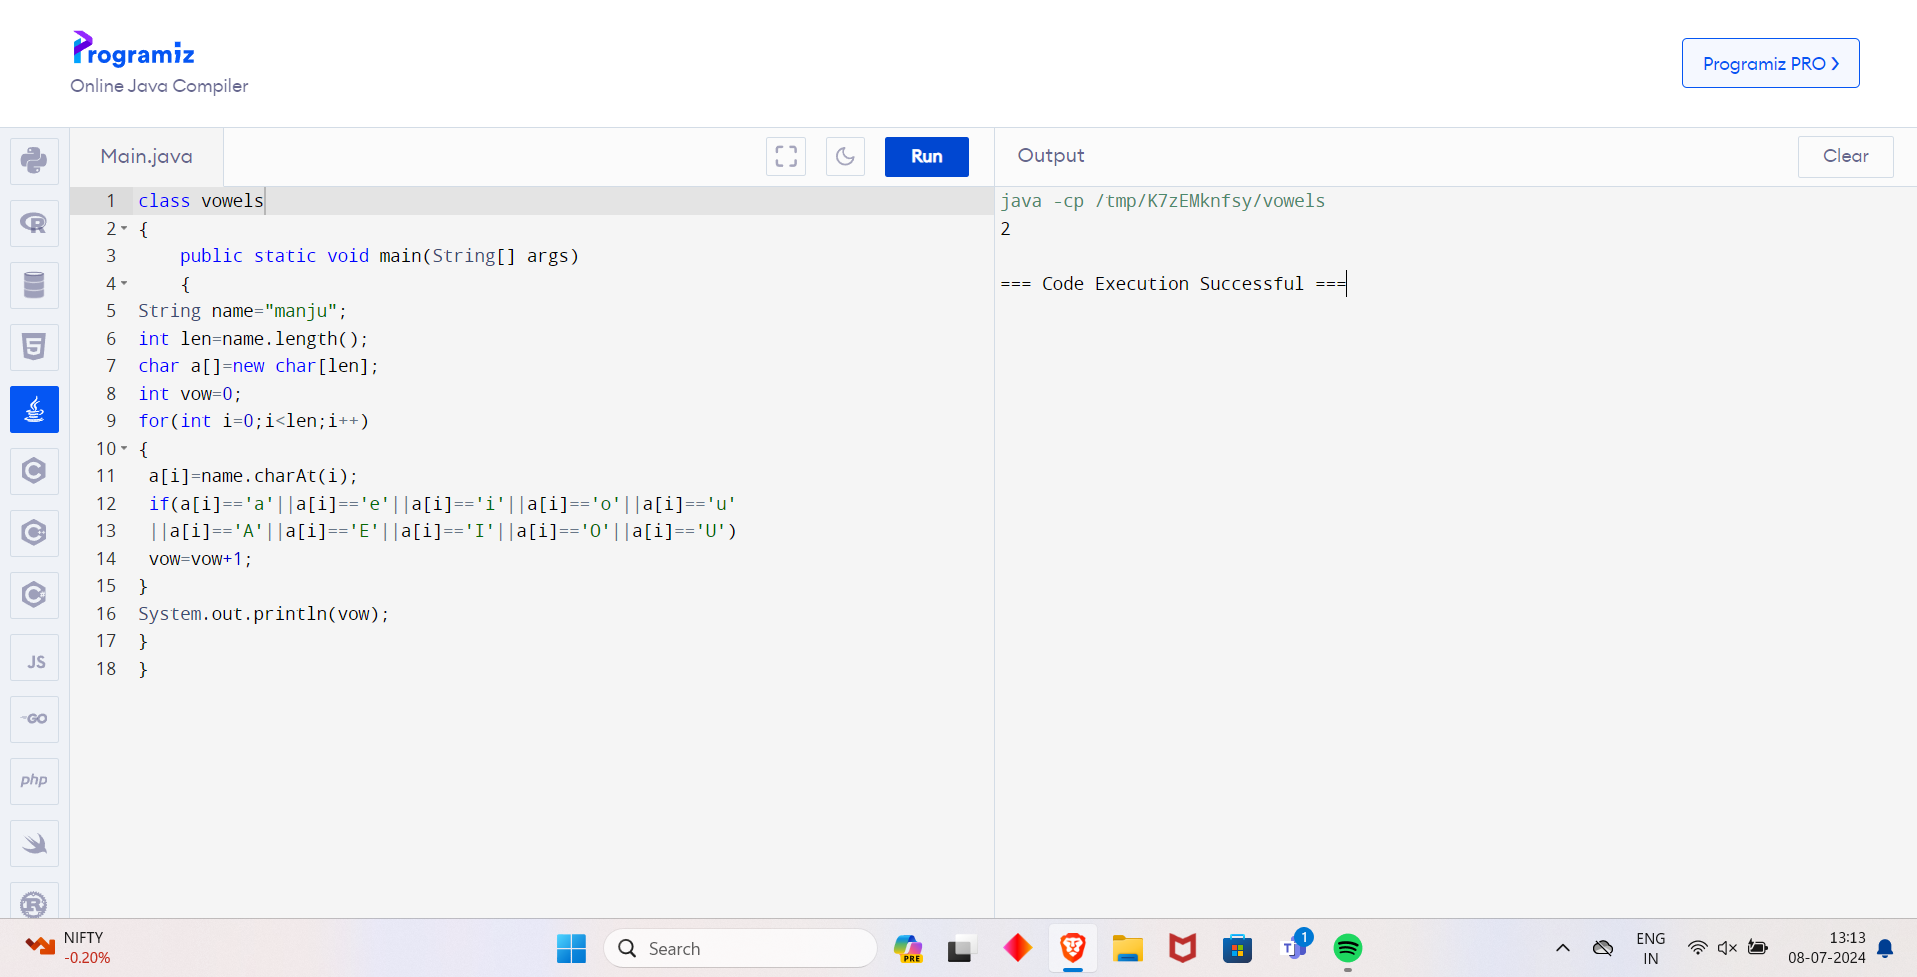 Programiz
Online Java Compiler
Programiz PRO
Main.java
Run
Output
Clear
1 class vowels
2 {
3     public static void main(String[] args)
4     {
5 String name="manju";
6 int len=name.length();
7 char a[]=new char[len];
8 int vow=0;
9 for(int i=0;i<len;i++)
10 {
11  a[i]=name.charAt(i);
12  if(a[i]=='a'||a[i]=='e'||a[i]=='i'||a[i]=='o'||a[i]=='u'
13  ||a[i]=='A'||a[i]=='E'||a[i]=='I'||a[i]=='O'||a[i]=='U')
14  vow=vow+1;
15 }
16 System.out.println(vow);
17 }
18 }
java -cp /tmp/K7zEMknfsy/vowels
2
=== Code Execution Successful ===
JS
GO
php
NIFTY
-0.20%
Search
PRE
1
ENG
IN
13:13
08-07-2024